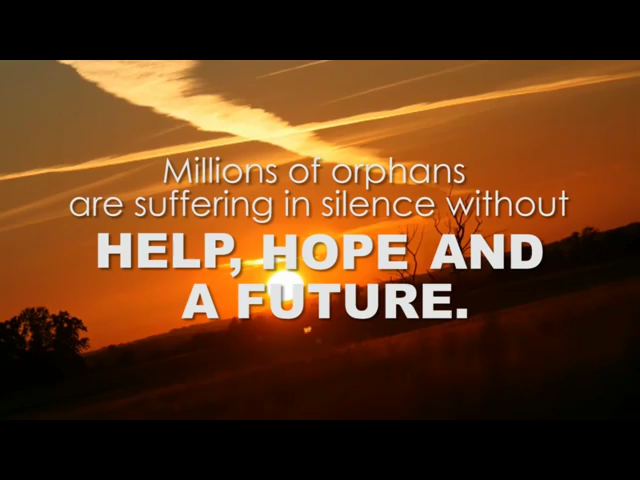 Millions of orphans
are suffering in silence without
HELP, HOPE AND
A FUTURE.